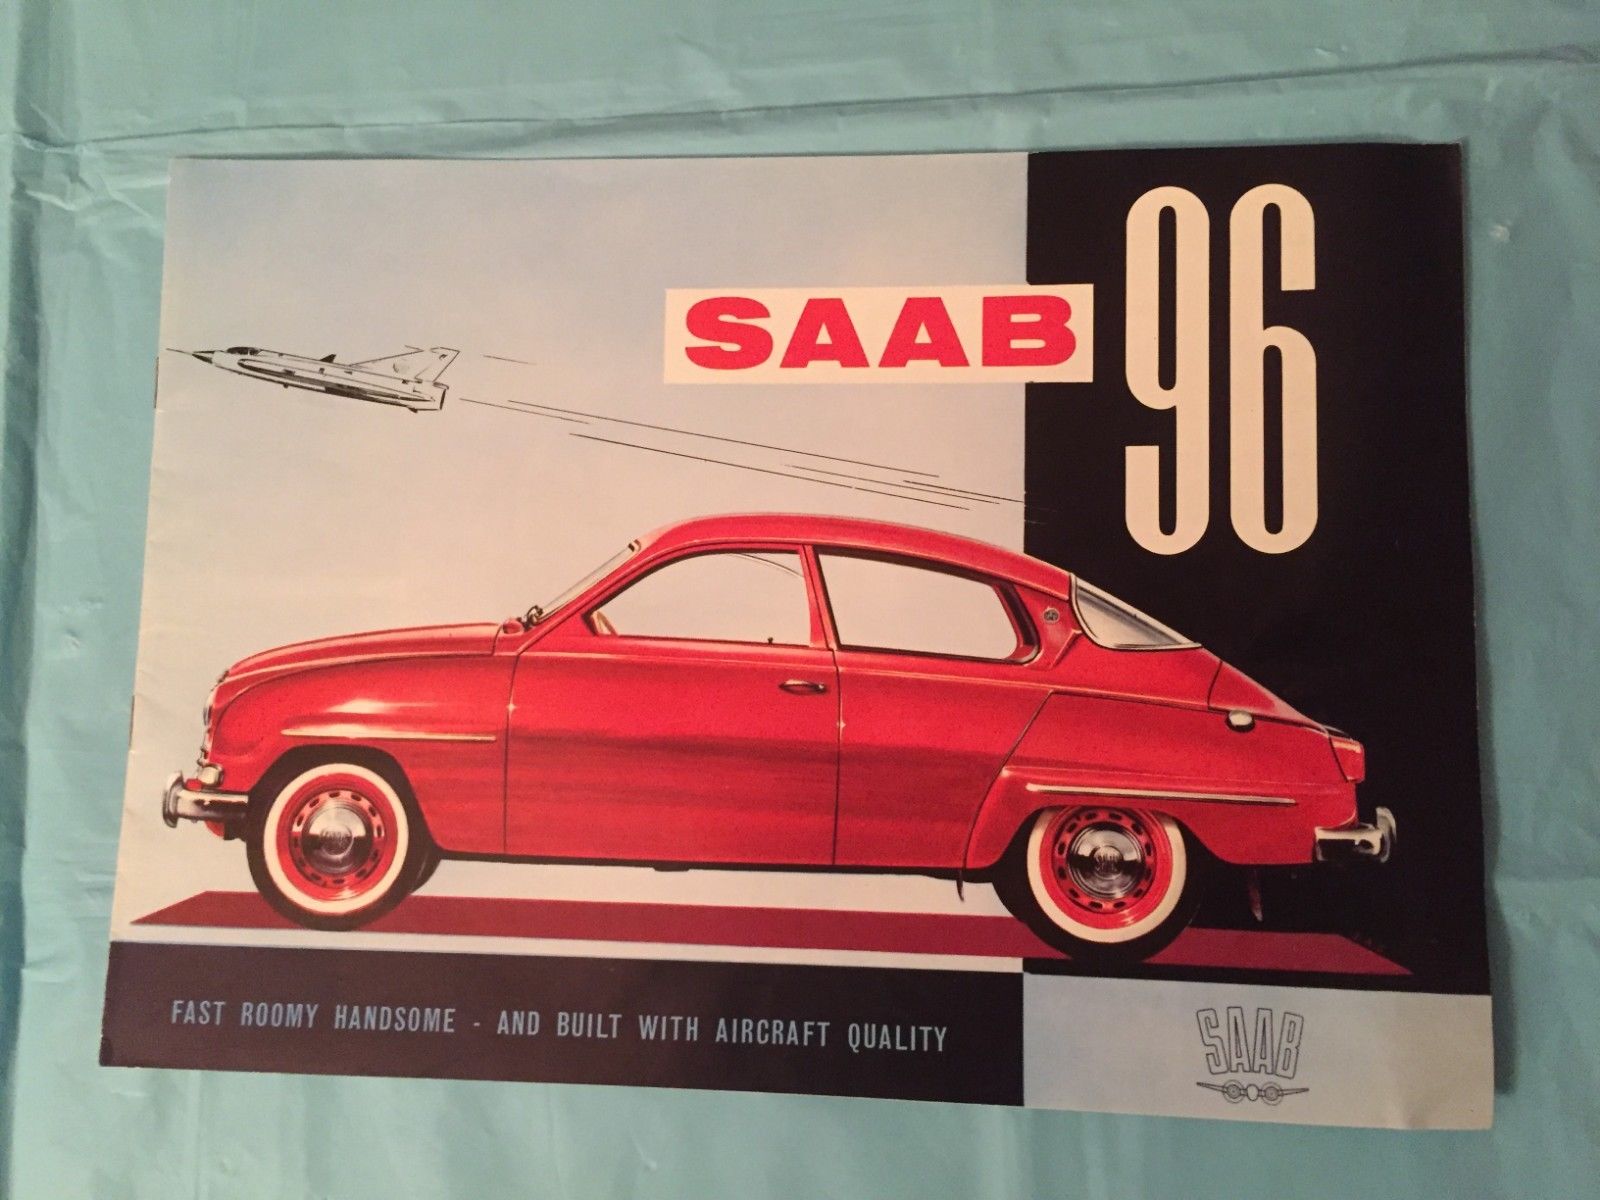 SAAB
96
FAST ROOMY HANDSOME - AND BUILT WITH AIRCRAFT QUALITY
SAAB